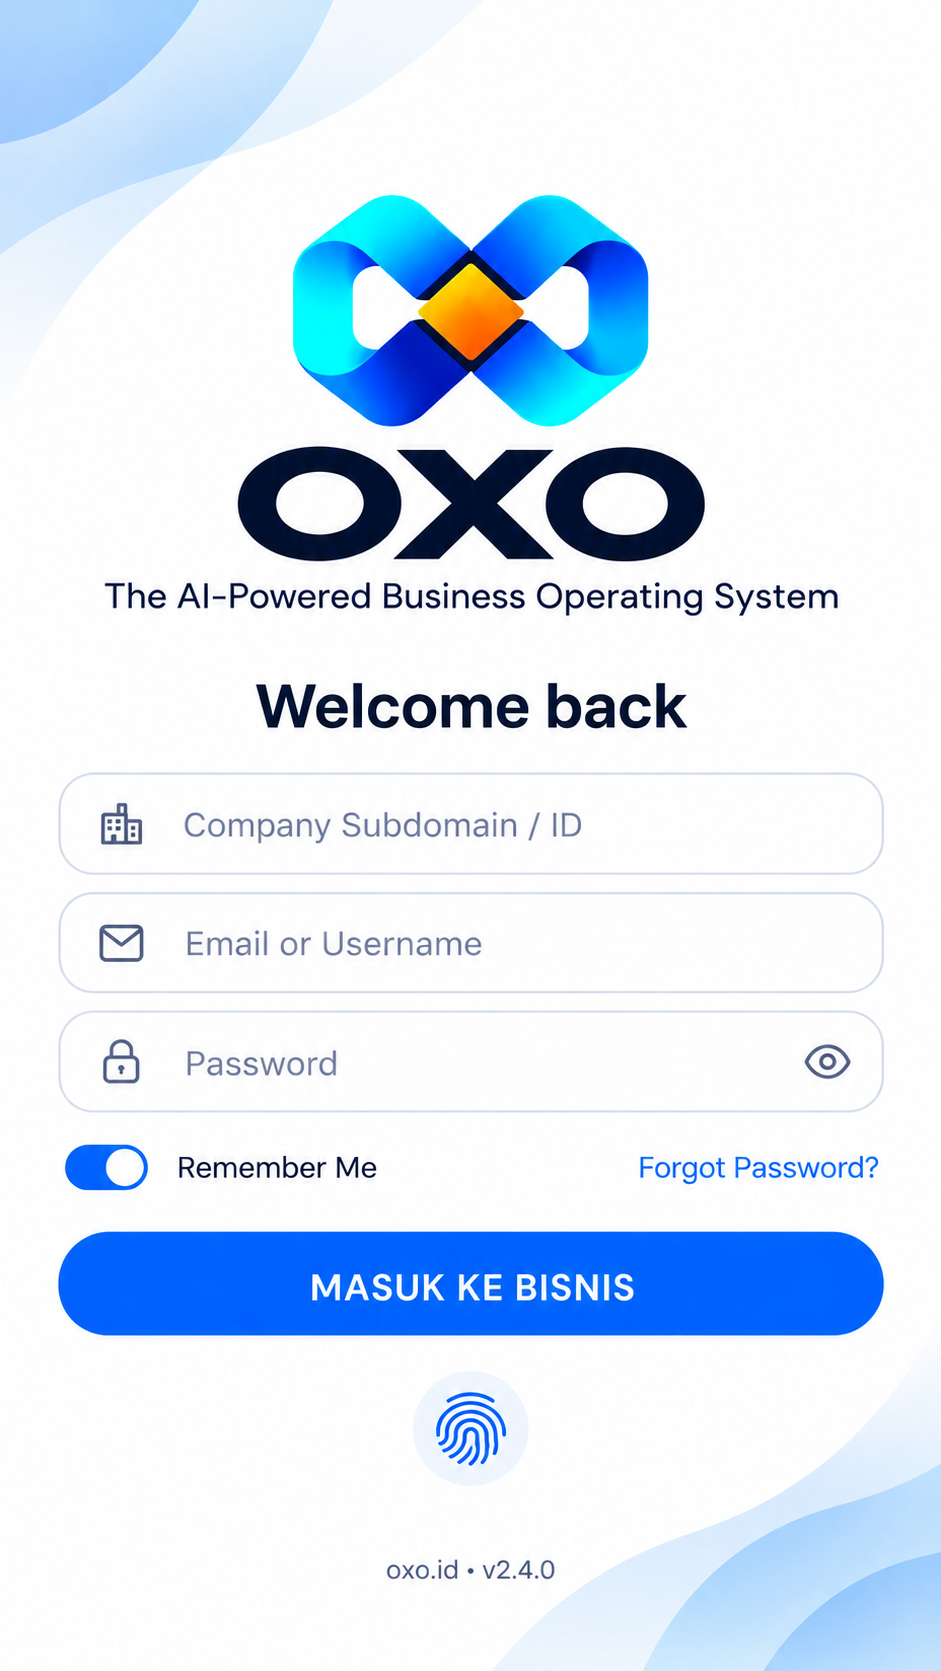 OXO
The AI-Powered Business Operating System
Welcome back
Company Subdomain / ID
Email or Username
Password
Remember Me
Forgot Password?
MASUK KE BISNIS
oxo.id • v2.4.0